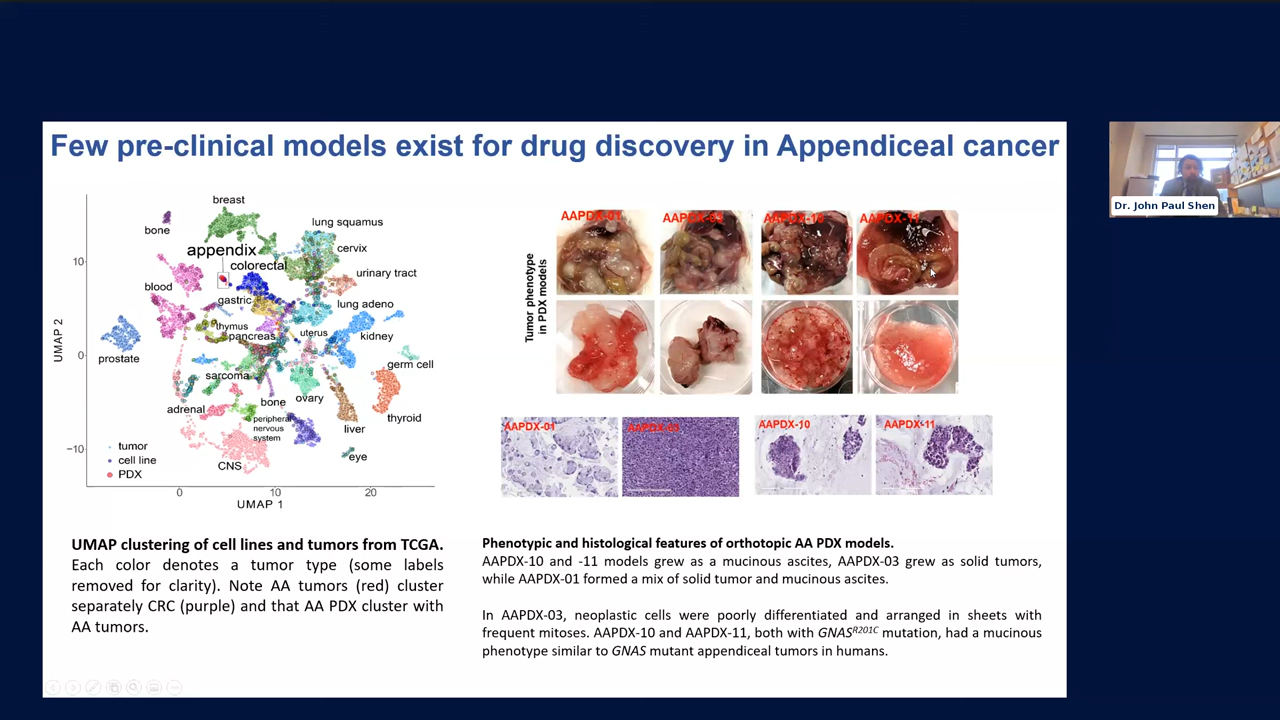 Few pre-clinical models exist for drug discovery in Appendiceal cancer
Dr. John Paul Shen
breast
bone
lung squamus
appendix
cervix
colorectal
urinary tract
blood
gastric
lung adeno
thymus
pancreas
uterus
kidney
prostate
germ cell
sarcoma
bone
ovary
adrenal
peripheral
nervous
system
thyroid
liver
eye
CNS
tumor
cell line
PDX
10
0
−10
UMAP 2
0
10
20
UMAP 1
Tumor phenotype
in PDX models
AAPDX-01
AAPDX-03
AAPDX-10
AAPDX-11
AAPDX-01
AAPDX-03
AAPDX-10
AAPDX-11
UMAP clustering of cell lines and tumors from TCGA.
Each color denotes a tumor type (some labels
removed for clarity). Note AA tumors (red) cluster
separately CRC (purple) and that AA PDX cluster with
AA tumors.
Phenotypic and histological features of orthotopic AA PDX models.
AAPDX-10 and -11 models grew as a mucinous ascites, AAPDX-03 grew as solid tumors,
while AAPDX-01 formed a mix of solid tumor and mucinous ascites.
In AAPDX-03, neoplastic cells were poorly differentiated and arranged in sheets with
frequent mitoses. AAPDX-10 and AAPDX-11, both with GNASR201C mutation, had a mucinous
phenotype similar to GNAS mutant appendiceal tumors in humans.